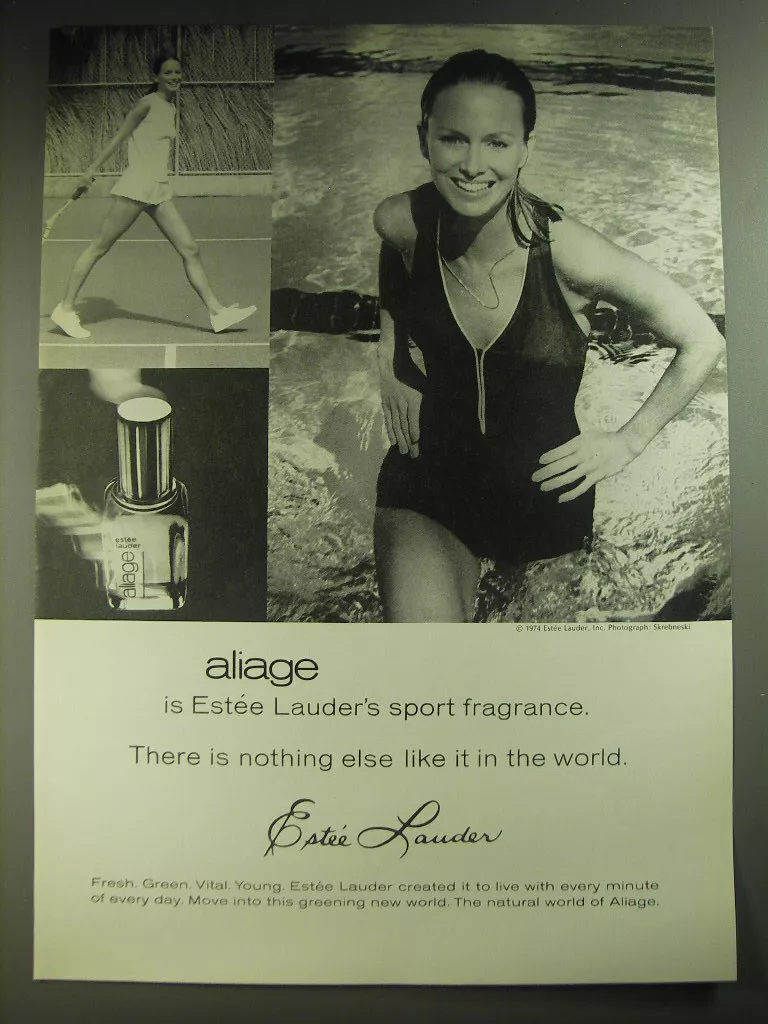 estée
lauder
aliage
© 1974 Estée Lauder, Inc. Photograph: Skrebneski
aliage
is Estée Lauder's sport fragrance.
There is nothing else like it in the world.
Estée Lauder
Fresh. Green. Vital. Young. Estée Lauder created it to live with every minute
of every day. Move into this greening new world. The natural world of Aliage.